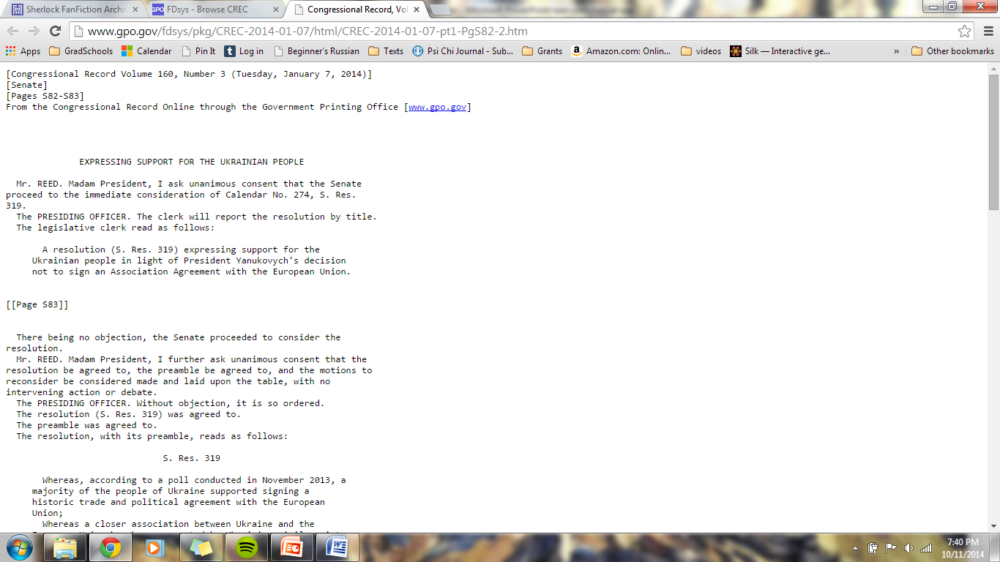 Sherlock FanFiction Archi
FDsys - Browse CREC
Congressional Record, Vol
www.gpo.gov/fdsys/pkg/CREC-2014-01-07/html/CREC-2014-01-07-pt1-PgS82-2.htm
Apps GradSchools Calendar Pin It Log in Beginner's Russian Texts Psi Chi Journal - Sub... Grants Amazon.com: Onlin... videos Silk — Interactive ge... » Other bookmarks
[Congressional Record Volume 160, Number 3 (Tuesday, January 7, 2014)]
[Senate]
[Pages S82-S83]
From the Congressional Record Online through the Government Printing Office [www.gpo.gov]
EXPRESSING SUPPORT FOR THE UKRAINIAN PEOPLE
Mr. REED. Madam President, I ask unanimous consent that the Senate
proceed to the immediate consideration of Calendar No. 274, S. Res.
319.
The PRESIDING OFFICER. The clerk will report the resolution by title.
The legislative clerk read as follows:
A resolution (S. Res. 319) expressing support for the
Ukrainian people in light of President Yanukovych's decision
not to sign an Association Agreement with the European Union.
[[Page S83]]
There being no objection, the Senate proceeded to consider the
resolution.
Mr. REED. Madam President, I further ask unanimous consent that the
resolution be agreed to, the preamble be agreed to, and the motions to
reconsider be considered made and laid upon the table, with no
intervening action or debate.
The PRESIDING OFFICER. Without objection, it is so ordered.
The resolution (S. Res. 319) was agreed to.
The preamble was agreed to.
The resolution, with its preamble, reads as follows:
S. Res. 319
Whereas, according to a poll conducted in November 2013, a
majority of the people of Ukraine supported signing a
historic trade and political agreement with the European
Union;
Whereas a closer association between Ukraine and the
7:40 PM
10/11/2014